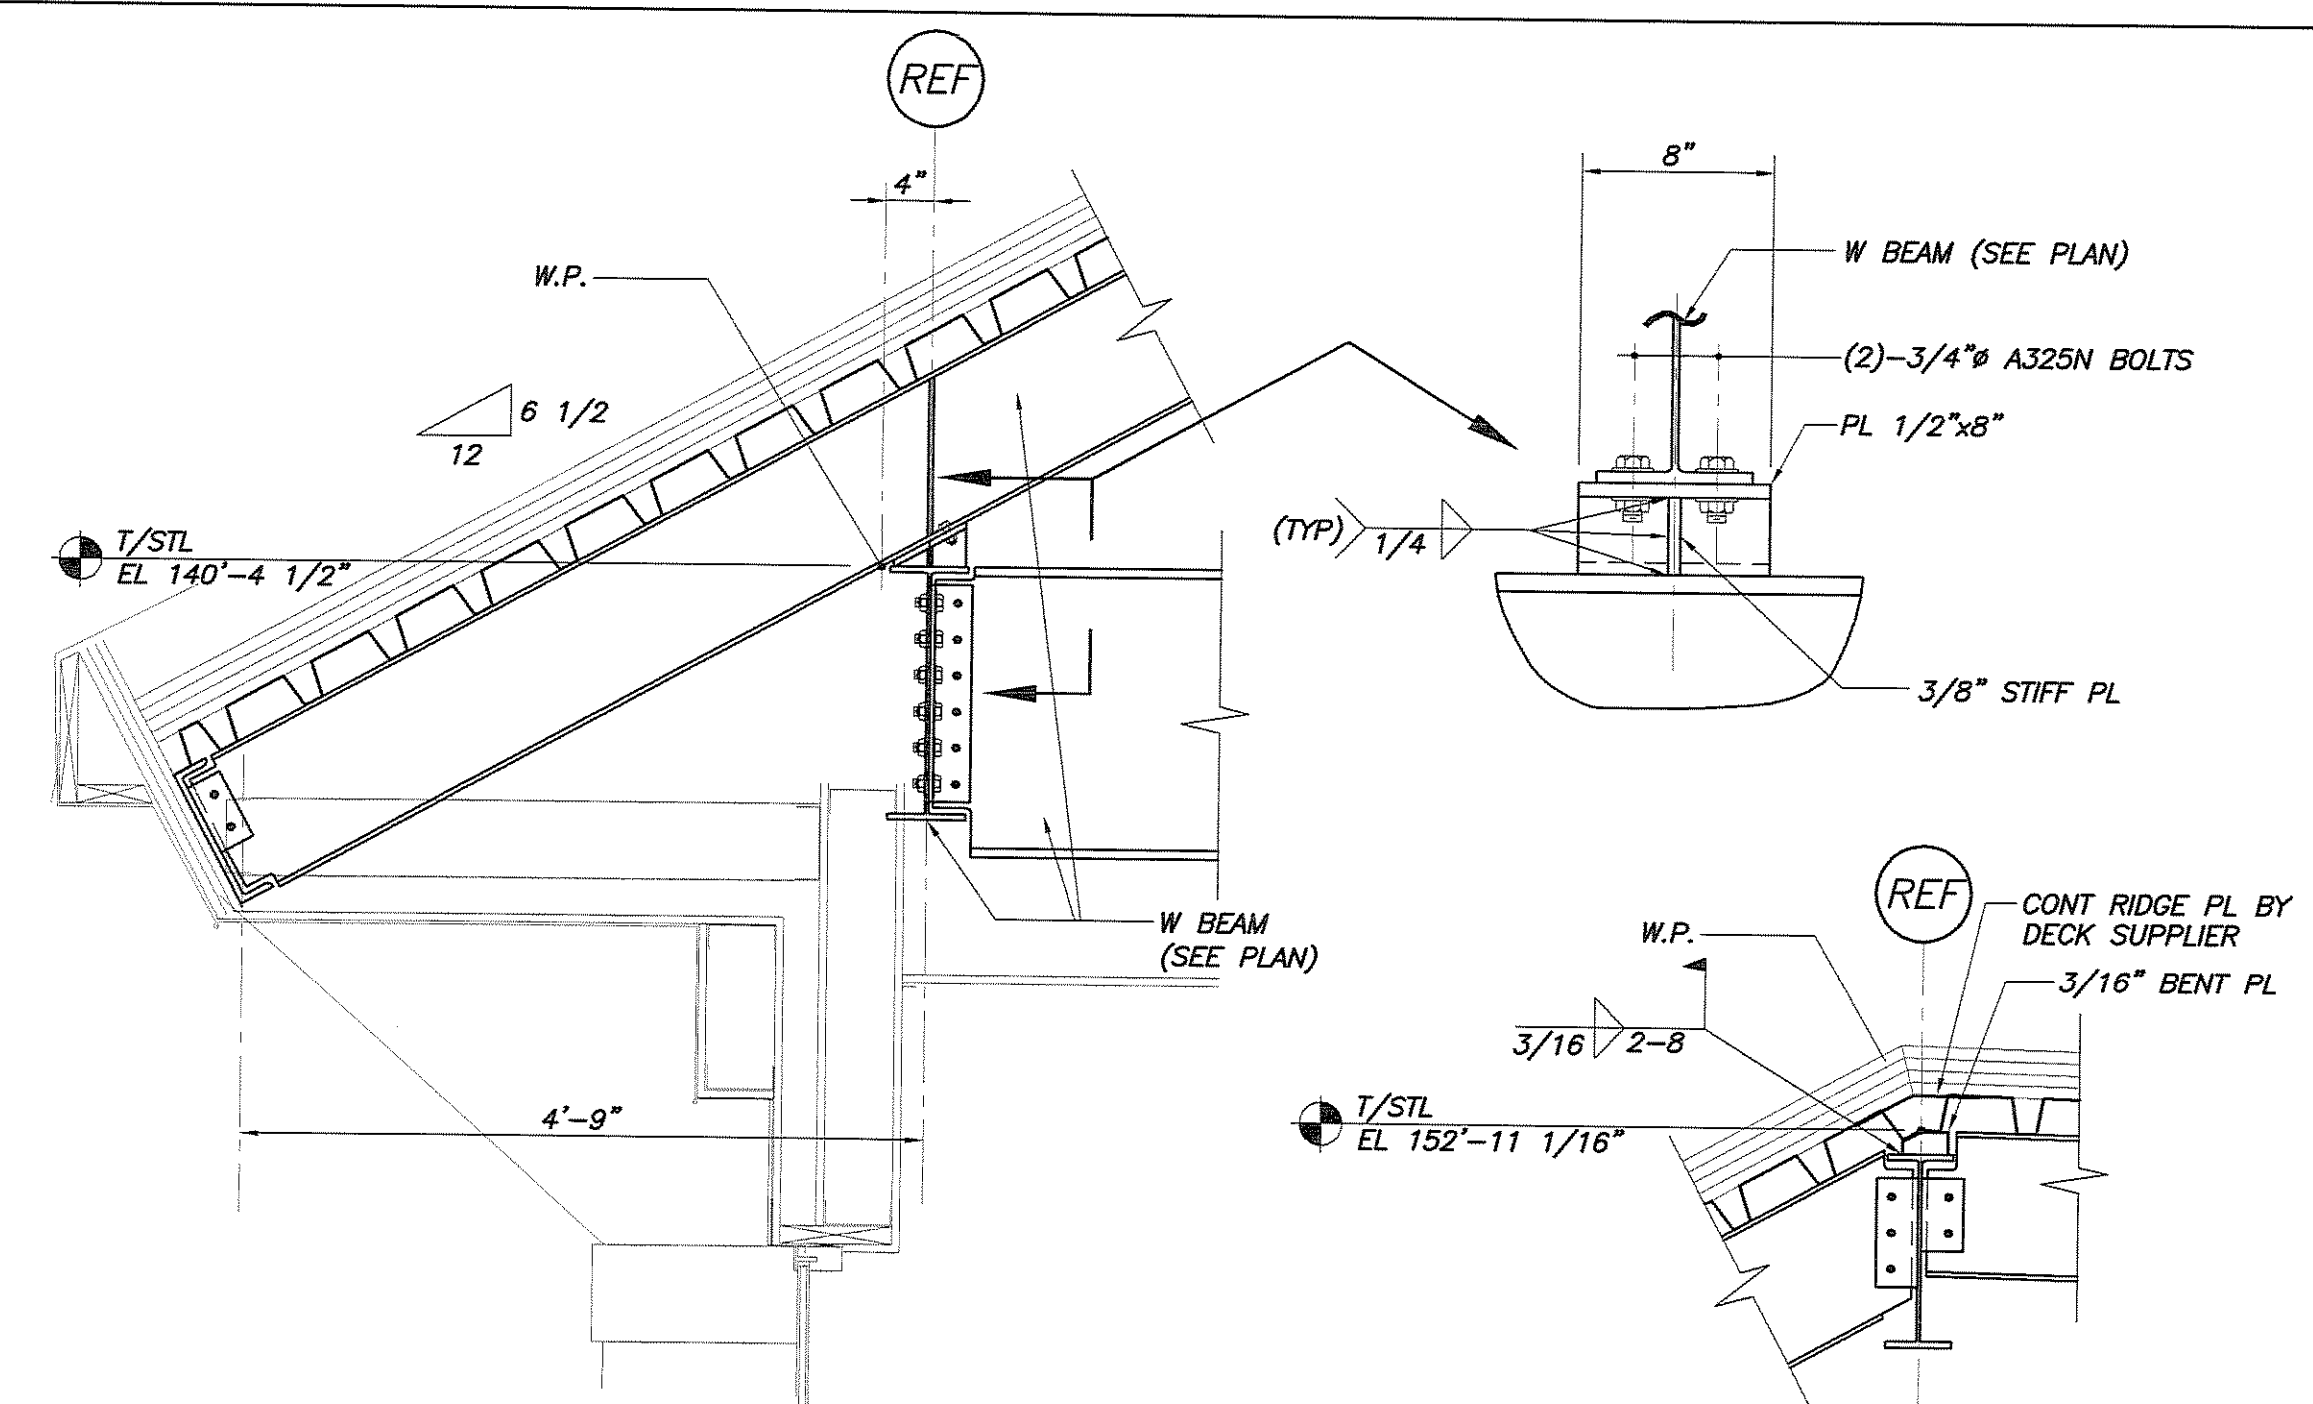 REF
4"
W.P.
6 1/2
12
T/STL
EL 140'-4 1/2"
W BEAM
(SEE PLAN)
4'-9"
8"
W BEAM (SEE PLAN)
(2)-3/4"ø A325N BOLTS
PL 1/2"x8"
(TYP)
1/4
3/8" STIFF PL
REF
CONT RIDGE PL BY
DECK SUPPLIER
W.P.
3/16" BENT PL
3/16
2-8
T/STL
EL 152'-11 1/16"